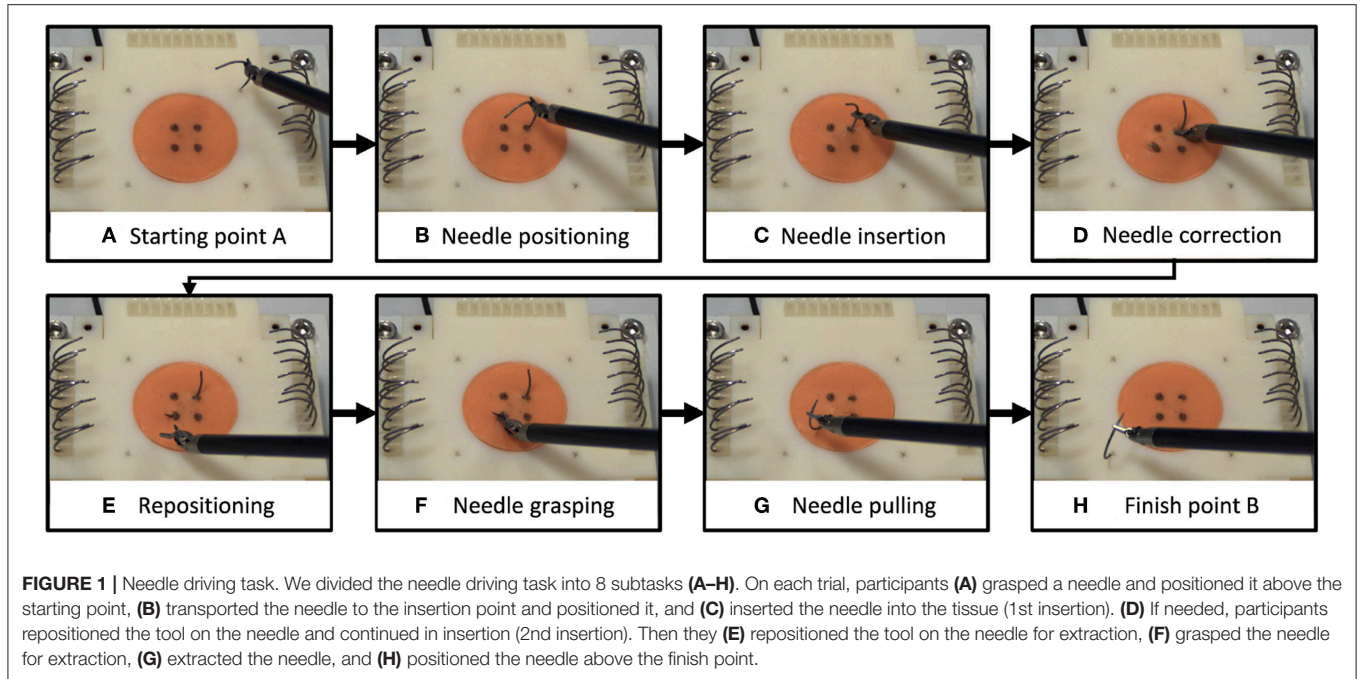 A Starting point A
B Needle positioning
C Needle insertion
D Needle correction
E Repositioning
F Needle grasping
G Needle pulling
H Finish point B
FIGURE 1 | Needle driving task. We divided the needle driving task into 8 subtasks (A–H). On each trial, participants (A) grasped a needle and positioned it above the
starting point, (B) transported the needle to the insertion point and positioned it, and (C) inserted the needle into the tissue (1st insertion). (D) If needed, participants
repositioned the tool on the needle and continued in insertion (2nd insertion). Then they (E) repositioned the tool on the needle for extraction, (F) grasped the needle
for extraction, (G) extracted the needle, and (H) positioned the needle above the finish point.